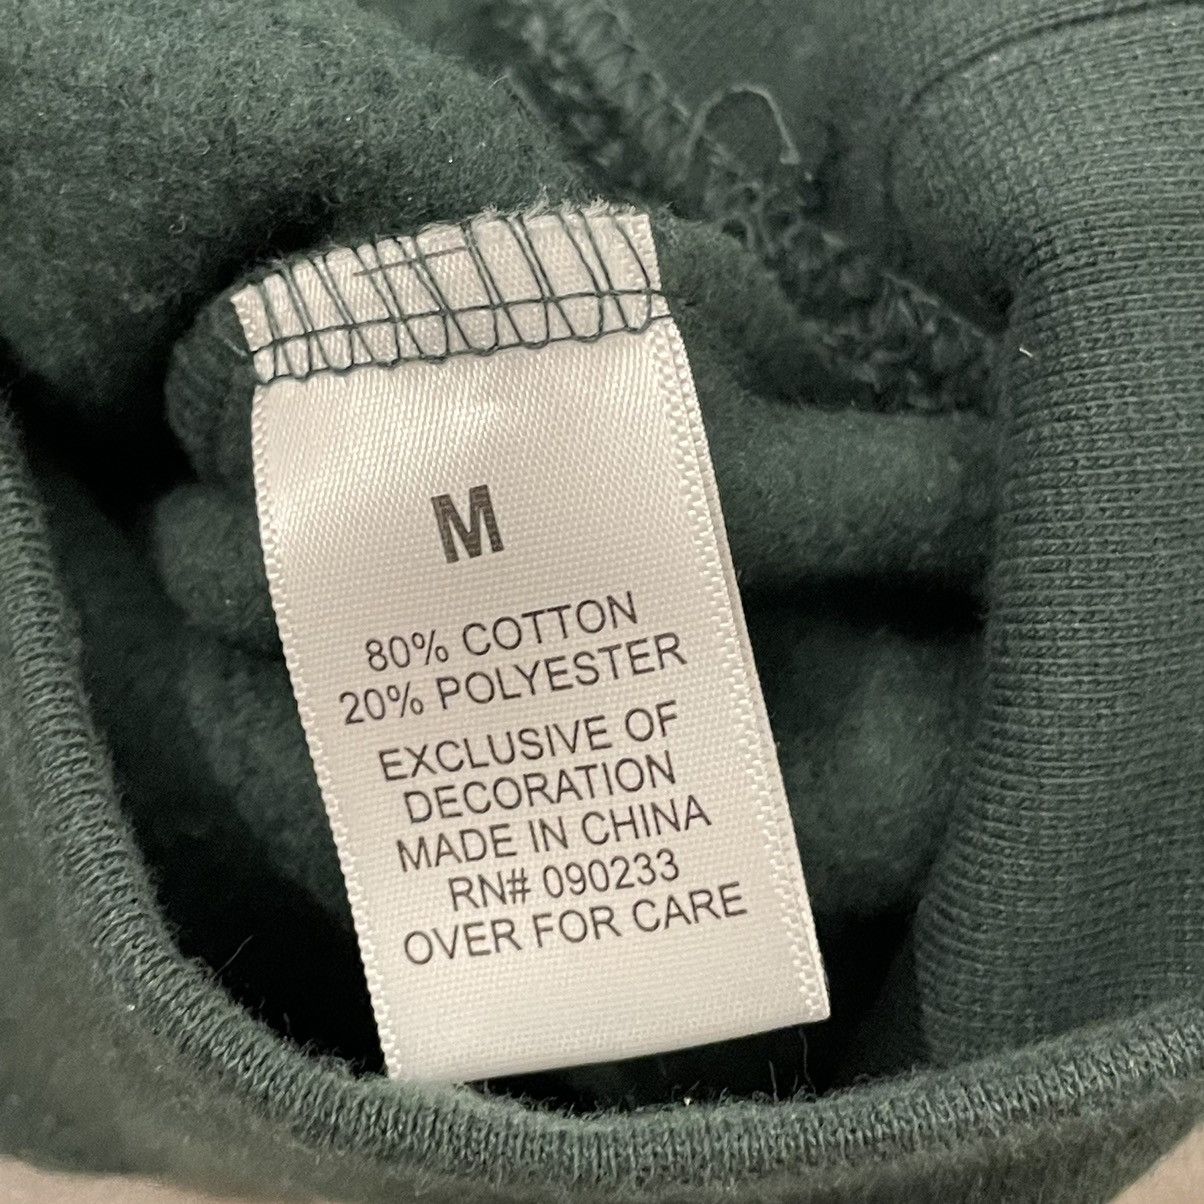 M
80% COTTON
20% POLYESTER
EXCLUSIVE OF
DECORATION
MADE IN CHINA
RN# 090233
OVER FOR CARE